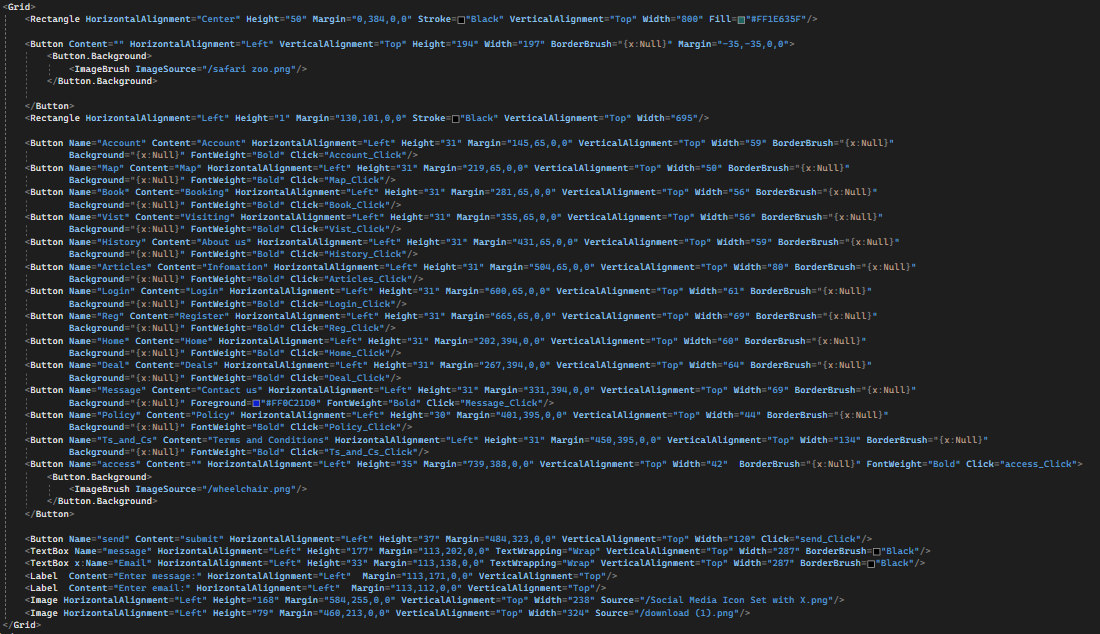 <Grid>
<Rectangle HorizontalAlignment="Center" Height="50" Margin="0,384,0,0" Stroke="Black" VerticalAlignment="Top" Width="800" Fill="#FF1E635F"/>
<Button Content="" HorizontalAlignment="Left" VerticalAlignment="Top" Height="194" Width="197" BorderBrush="{x:Null}" Margin="-35,-35,0,0">
<Button.Background>
<ImageBrush ImageSource="/safari zoo.png"/>
</Button.Background>
</Button>
<Rectangle HorizontalAlignment="Left" Height="1" Margin="130,101,0,0" Stroke="Black" VerticalAlignment="Top" Width="695"/>
<Button Name="Account" Content="Account" HorizontalAlignment="Left" Height="31" Margin="145,65,0,0" VerticalAlignment="Top" Width="59" BorderBrush="{x:Null}"
Background="{x:Null}" FontWeight="Bold" Click="Account_Click"/>
<Button Name="Map" Content="Map" HorizontalAlignment="Left" Height="31" Margin="219,65,0,0" VerticalAlignment="Top" Width="50" BorderBrush="{x:Null}"
Background="{x:Null}" FontWeight="Bold" Click="Map_Click"/>
<Button Name="Book" Content="Booking" HorizontalAlignment="Left" Height="31" Margin="281,65,0,0" VerticalAlignment="Top" Width="56" BorderBrush="{x:Null}"
Background="{x:Null}" FontWeight="Bold" Click="Book_Click"/>
<Button Name="Vist" Content="Visiting" HorizontalAlignment="Left" Height="31" Margin="355,65,0,0" VerticalAlignment="Top" Width="56" BorderBrush="{x:Null}"
Background="{x:Null}" FontWeight="Bold" Click="Vist_Click"/>
<Button Name="History" Content="About us" HorizontalAlignment="Left" Height="31" Margin="431,65,0,0" VerticalAlignment="Top" Width="59" BorderBrush="{x:Null}"
Background="{x:Null}" FontWeight="Bold" Click="History_Click"/>
<Button Name="Articles" Content="Infomation" HorizontalAlignment="Left" Height="31" Margin="504,65,0,0" VerticalAlignment="Top" Width="80" BorderBrush="{x:Null}"
Background="{x:Null}" FontWeight="Bold" Click="Articles_Click"/>
<Button Name="Login" Content="Login" HorizontalAlignment="Left" Height="31" Margin="600,65,0,0" VerticalAlignment="Top" Width="61" BorderBrush="{x:Null}"
Background="{x:Null}" FontWeight="Bold" Click="Login_Click"/>
<Button Name="Reg" Content="Register" HorizontalAlignment="Left" Height="31" Margin="665,65,0,0" VerticalAlignment="Top" Width="69" BorderBrush="{x:Null}"
Background="{x:Null}" FontWeight="Bold" Click="Reg_Click"/>
<Button Name="Home" Content="Home" HorizontalAlignment="Left" Height="31" Margin="202,394,0,0" VerticalAlignment="Top" Width="60" BorderBrush="{x:Null}"
Background="{x:Null}" FontWeight="Bold" Click="Home_Click"/>
<Button Name="Deal" Content="Deals" HorizontalAlignment="Left" Height="31" Margin="267,394,0,0" VerticalAlignment="Top" Width="64" BorderBrush="{x:Null}"
Background="{x:Null}" FontWeight="Bold" Click="Deal_Click"/>
<Button Name="Message" Content="Contact us" HorizontalAlignment="Left" Height="31" Margin="331,394,0,0" VerticalAlignment="Top" Width="69" BorderBrush="{x:Null}"
Background="{x:Null}" Foreground="#FF0C21D0" FontWeight="Bold" Click="Message_Click"/>
<Button Name="Policy" Content="Policy" HorizontalAlignment="Left" Height="30" Margin="401,395,0,0" VerticalAlignment="Top" Width="44" BorderBrush="{x:Null}"
Background="{x:Null}" FontWeight="Bold" Click="Policy_Click"/>
<Button Name="Ts_and_Cs" Content="Terms and Conditions" HorizontalAlignment="Left" Height="31" Margin="450,395,0,0" VerticalAlignment="Top" Width="134" BorderBrush="{x:Null}"
Background="{x:Null}" FontWeight="Bold" Click="Ts_and_Cs_Click"/>
<Button Name="access" Content="" HorizontalAlignment="Left" Height="35" Margin="739,388,0,0" VerticalAlignment="Top" Width="42"  BorderBrush="{x:Null}" FontWeight="Bold" Click="access_Click">
<Button.Background>
<ImageBrush ImageSource="/wheelchair.png"/>
</Button.Background>
</Button>
<Button Name="send" Content="submit" HorizontalAlignment="Left" Height="37" Margin="484,323,0,0" VerticalAlignment="Top" Width="120" Click="send_Click"/>
<TextBox Name="message" HorizontalAlignment="Left" Height="177" Margin="113,202,0,0" TextWrapping="Wrap" VerticalAlignment="Top" Width="287" BorderBrush="Black"/>
<TextBox x:Name="Email" HorizontalAlignment="Left" Height="33" Margin="113,138,0,0" TextWrapping="Wrap" VerticalAlignment="Top" Width="287" BorderBrush="Black"/>
<Label  Content="Enter message:" HorizontalAlignment="Left"  Margin="113,171,0,0" VerticalAlignment="Top"/>
<Label  Content="Enter email:" HorizontalAlignment="Left"  Margin="113,112,0,0" VerticalAlignment="Top"/>
<Image HorizontalAlignment="Left" Height="168" Margin="584,255,0,0" VerticalAlignment="Top" Width="238" Source="/Social Media Icon Set with X.png"/>
<Image HorizontalAlignment="Left" Height="79" Margin="460,213,0,0" VerticalAlignment="Top" Width="324" Source="/download (1).png"/>
</Grid>